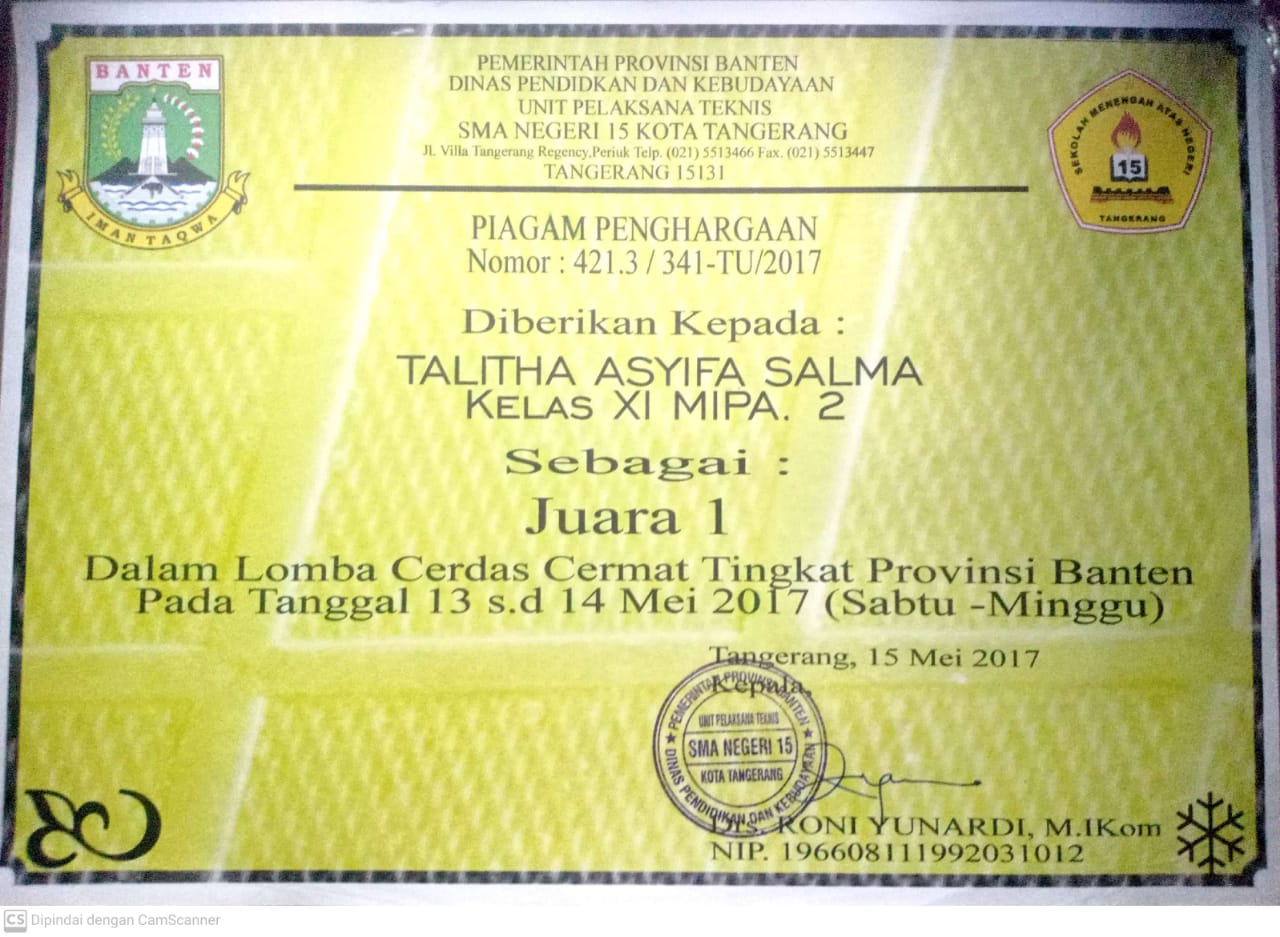 BANTEN
IMAN TAQWA
PEMERINTAH PROVINSI BANTEN
DINAS PENDIDKAN DAN KEBUDAYAAN
UNIT PELAKSANA TEKNIS
SMA NEGERI 15 KOTA TANGERANG
JL Villa Tangerang Regency,Periuk Telp. (021) 5513466 Fax. (021) 5513447
TANGERANG 15131
SEKOLAH MENENGAH ATAS NEGERI
15
TANGERANG
PIAGAM PENGHARGAAN
Nomor : 421.3 / 341-TU/2017
Diberikan Kepada :
TALITHA ASYIFA SALMA
KELAS XI MIPA. 2
Sebagai :
Juara 1
Dalam Lomba Cerdas Cermat Tingkat Provinsi Banten
Pada Tanggal 13 s.d 14 Mei 2017 (Sabtu -Minggu)
Tangerang, 15 Mei 2017
Kepala,
PEMERINTAH PROVINSI BANTEN
UNIT PELAKSANA TEKNIS
SMA NEGERI 15
KOTA TANGERANG
DINAS PENDIDIKAN DAN KEBUDAYAAN
Drs. RONI YUNARDI, M.IKom
NIP. 196608111992031012
CS Dipindai dengan CamScanner